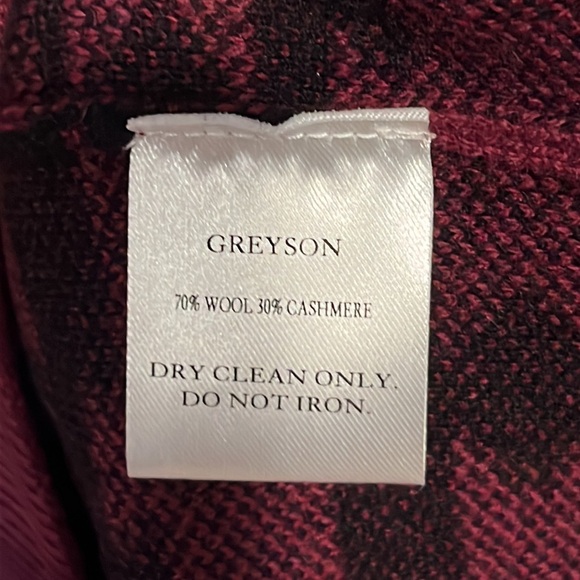 GREYSON
70% WOOL 30% CASHMERE
DRY CLEAN ONLY.
DO NOT IRON.